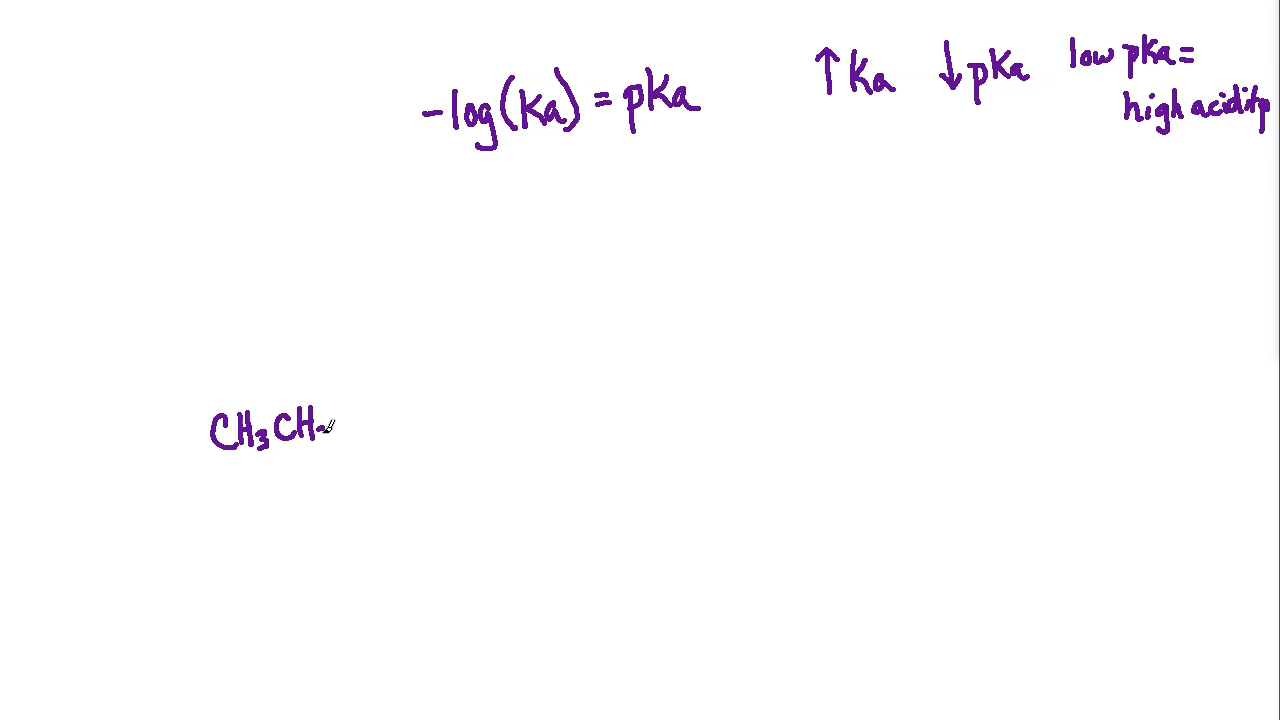 -log(Ka) = pKa
↑ Ka ↓ pKa low pKa =
high acidity
CH₃CH